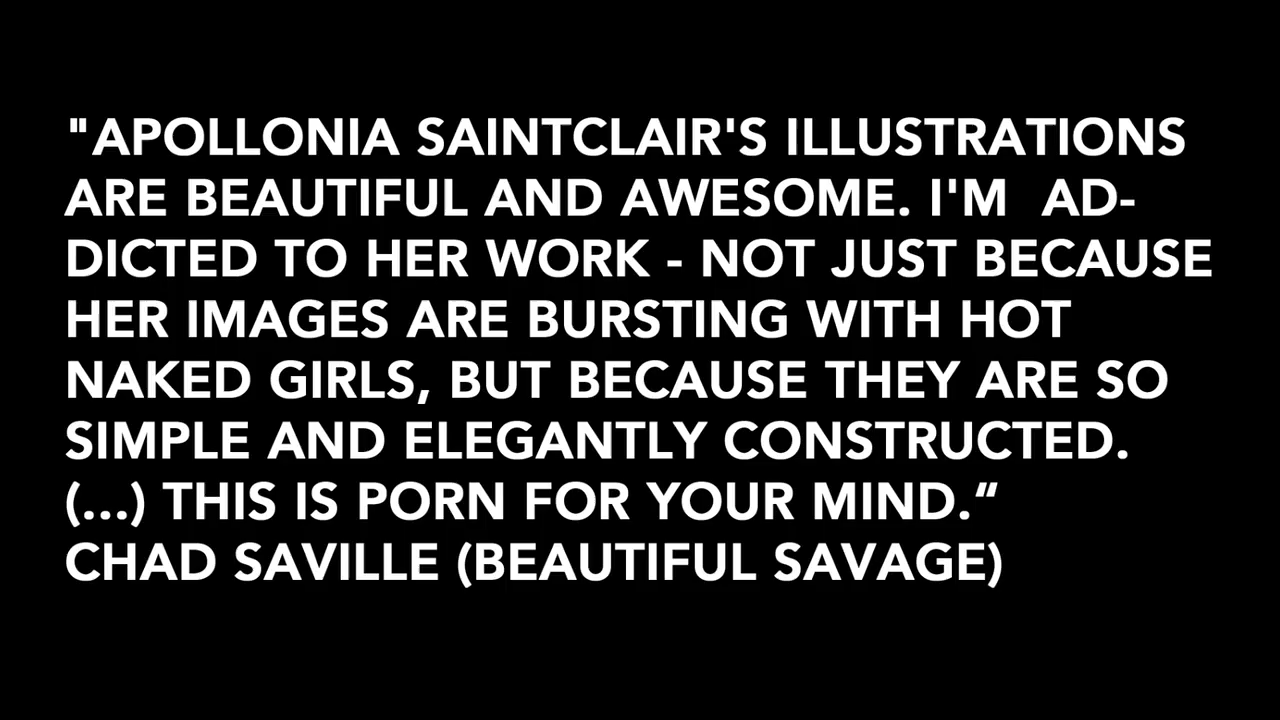 "APOLLONIA SAINTCLAIR'S ILLUSTRATIONS
ARE BEAUTIFUL AND AWESOME. I'M  AD-
DICTED TO HER WORK - NOT JUST BECAUSE
HER IMAGES ARE BURSTING WITH HOT
NAKED GIRLS, BUT BECAUSE THEY ARE SO
SIMPLE AND ELEGANTLY CONSTRUCTED.
(...) THIS IS PORN FOR YOUR MIND.“
CHAD SAVILLE (BEAUTIFUL SAVAGE)